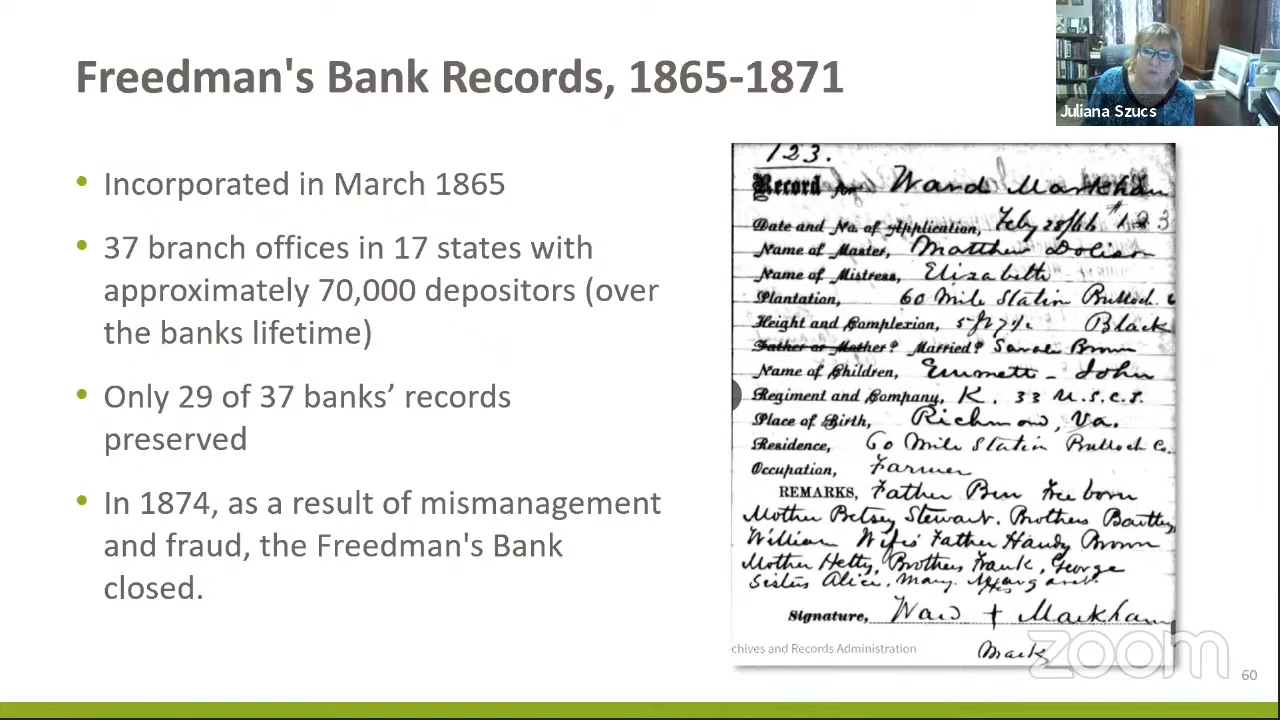 Freedman's Bank Records, 1865-1871
Juliana Szucs
• Incorporated in March 1865
• 37 branch offices in 17 states with
approximately 70,000 depositors (over
the banks lifetime)
• Only 29 of 37 banks’ records
preserved
• In 1874, as a result of mismanagement
and fraud, the Freedman's Bank
closed.
123.
Record for Ward Markham
Date and No. of Application, Feby 28/66 #123
Name of Master, Matthew
Name of Mistress, Elizabeth
Plantation, 60 Mile Station Bulloch
Height and Complexion, Black
Father or Mother? Married? Sarah Brown
Name of Children, Emmett - John
Regiment and Company, K. 33 U.S.C.T.
Place of Birth, Richmond, Va.
Residence, 60 Mile Station Bulloch Co.
Occupation, Farmer
REMARKS, Father Ben free born
Mother Betsey Stewart. Brothers Bartley,
William Wife's Father Handy Brown
Mother Hetty, Brothers Frank, George
Sisters Alice, Mary, Margaret.
His
Signature, Ward + Markham
Mark
chives and Records Administration
zoom
60